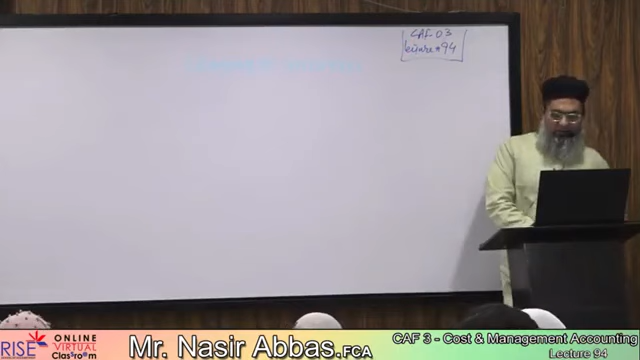 CAF 03
Lecture #94
RISE ONLINE
VIRTUAL
Classroom
Mr. Nasir Abbas.FCA
CAF 3 - Cost & Management Accounting
Lecture 94